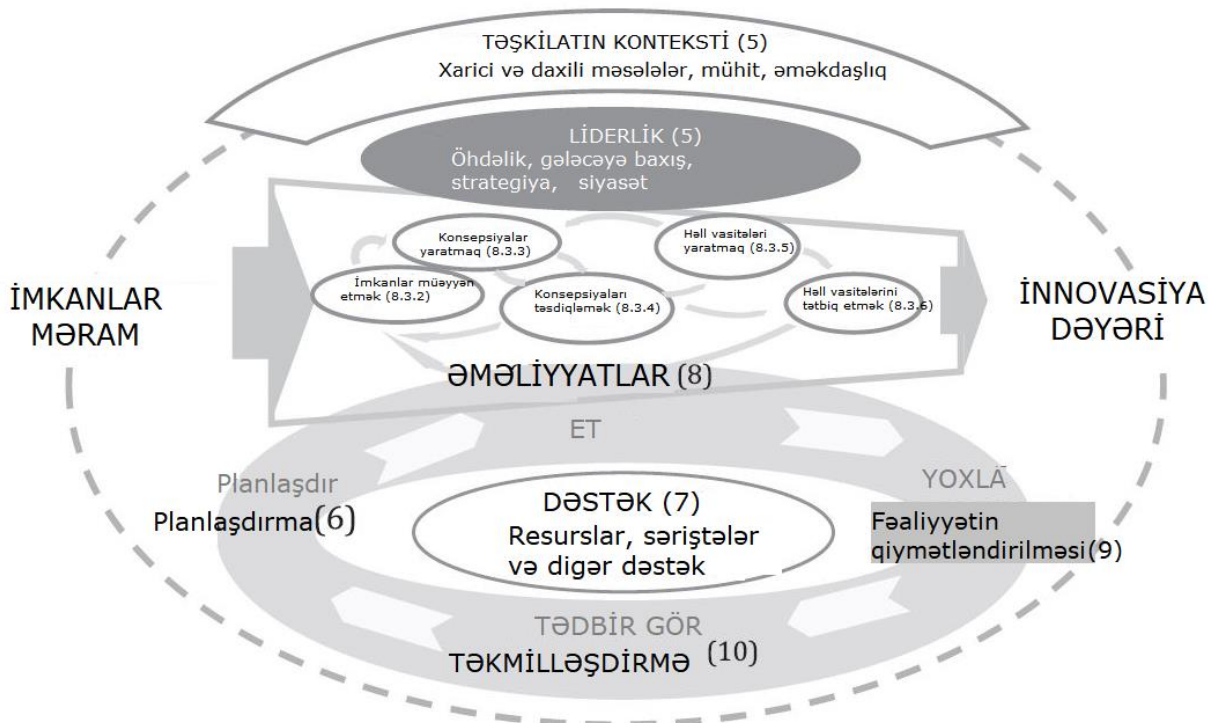 TƏŞKİLATIN KONTEKSTİ (5)
Xarici və daxili məsələlər, mühit, əməkdaşlıq
LİDERLİK (5)
Öhdəlik, gələcəyə baxış,
strategiya, siyasət
Konsepsiyalar
yaratmaq (8.3.3)
Həll vasitələri
yaratmaq (8.3.5)
İmkanlar müəyyən
etmək (8.3.2)
Konsepsiyaları
təsdiqləmək (8.3.4)
Həll vasitələrini
tətbiq etmək (8.3.6)
İMKANLAR
MƏRAM
İNNOVASİYA
DƏYƏRİ
ƏMƏLİYYATLAR (8)
ET
Planlaşdır
Planlaşdırma(6)
DƏSTƏK (7)
Resurslar, səriştələr
və digər dəstək
YOXLA
Fəaliyyətin
qiymətləndirilməsi(9)
TƏDBİR GÖR
TƏKMİLLƏŞDİRMƏ (10)